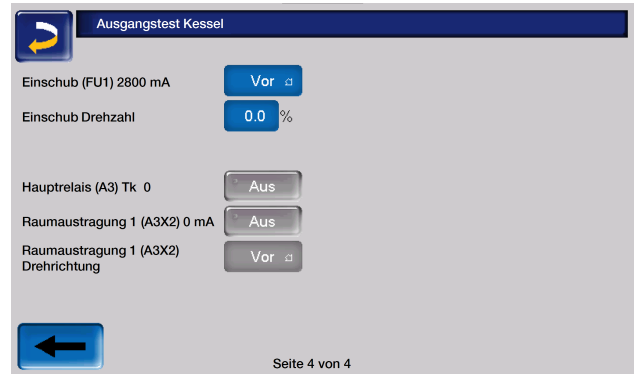 Ausgangstest Kessel
Einschub (FU1) 2800 mA Vor
Einschub Drehzahl 0.0 %
Hauptrelais (A3) Tk 0 Aus
Raumaustragung 1 (A3X2) 0 mA Aus
Raumaustragung 1 (A3X2)
Drehrichtung
Vor
Seite 4 von 4